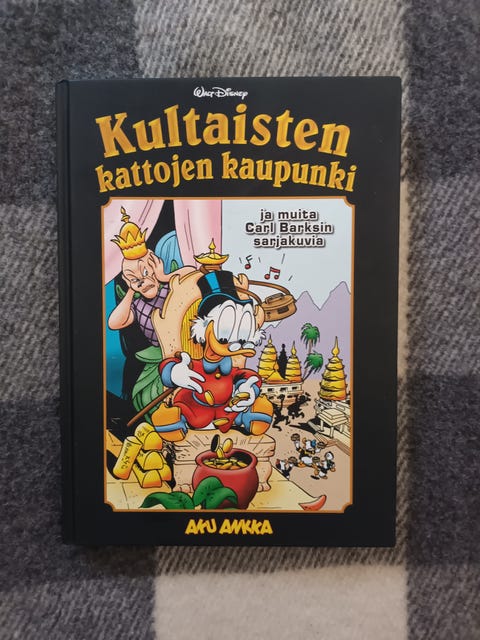 Walt Disney
Kultaisten
kattojen kaupunki
ja muita
Carl Barksin
sarjakuvia
AKU ANKKA